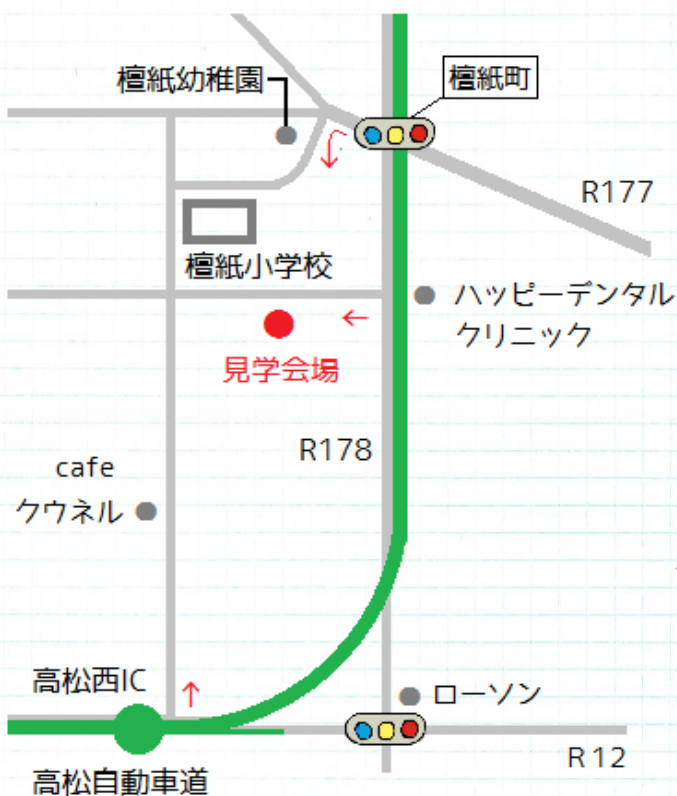 檀紙幼稚園
檀紙町
R177
檀紙小学校
ハッピーデンタル
クリニック
見学会場
R178
cafe
クウネル
高松西IC
ローソン
R12
高松自動車道